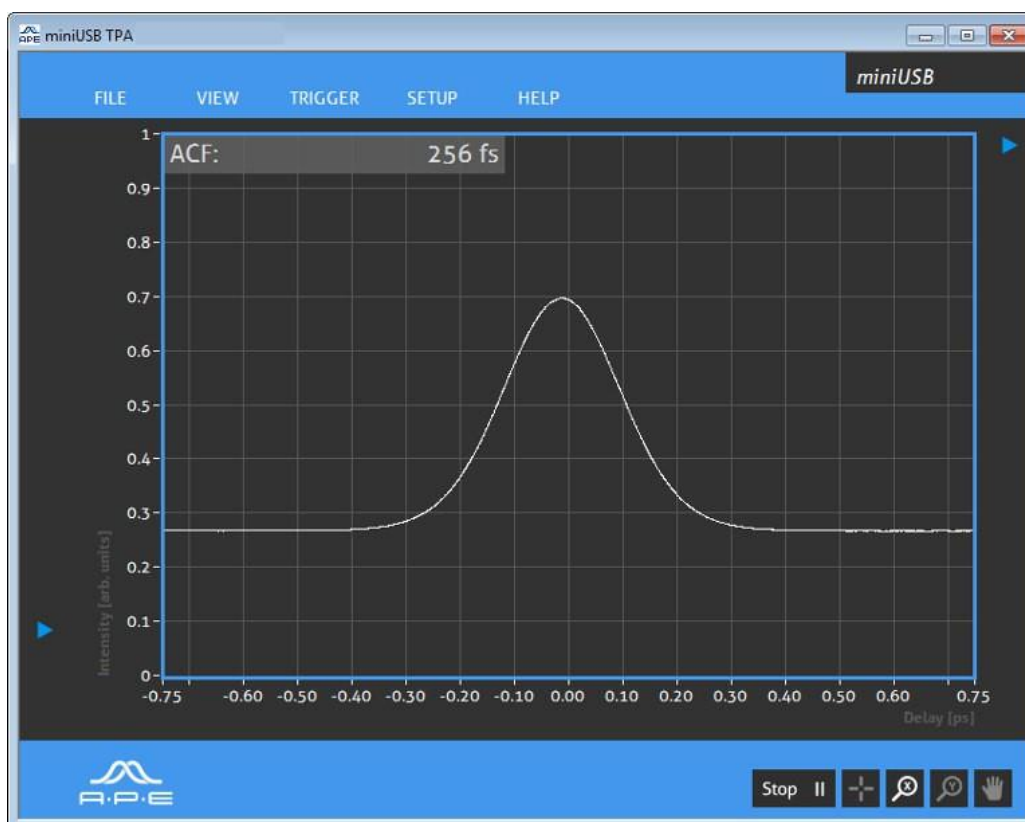 APE miniUSB TPA
miniUSB
FILE VIEW TRIGGER SETUP HELP
ACF: 256 fs
1
0.9
0.8
0.7
0.6
0.5
0.4
0.3
0.2
0.1
0
Intensity [arb. units]
-0.75 -0.60 -0.50 -0.40 -0.30 -0.20 -0.10 0.00 0.10 0.20 0.30 0.40 0.50 0.60 0.75
Delay [ps]
A·P·E
Stop
X
Y